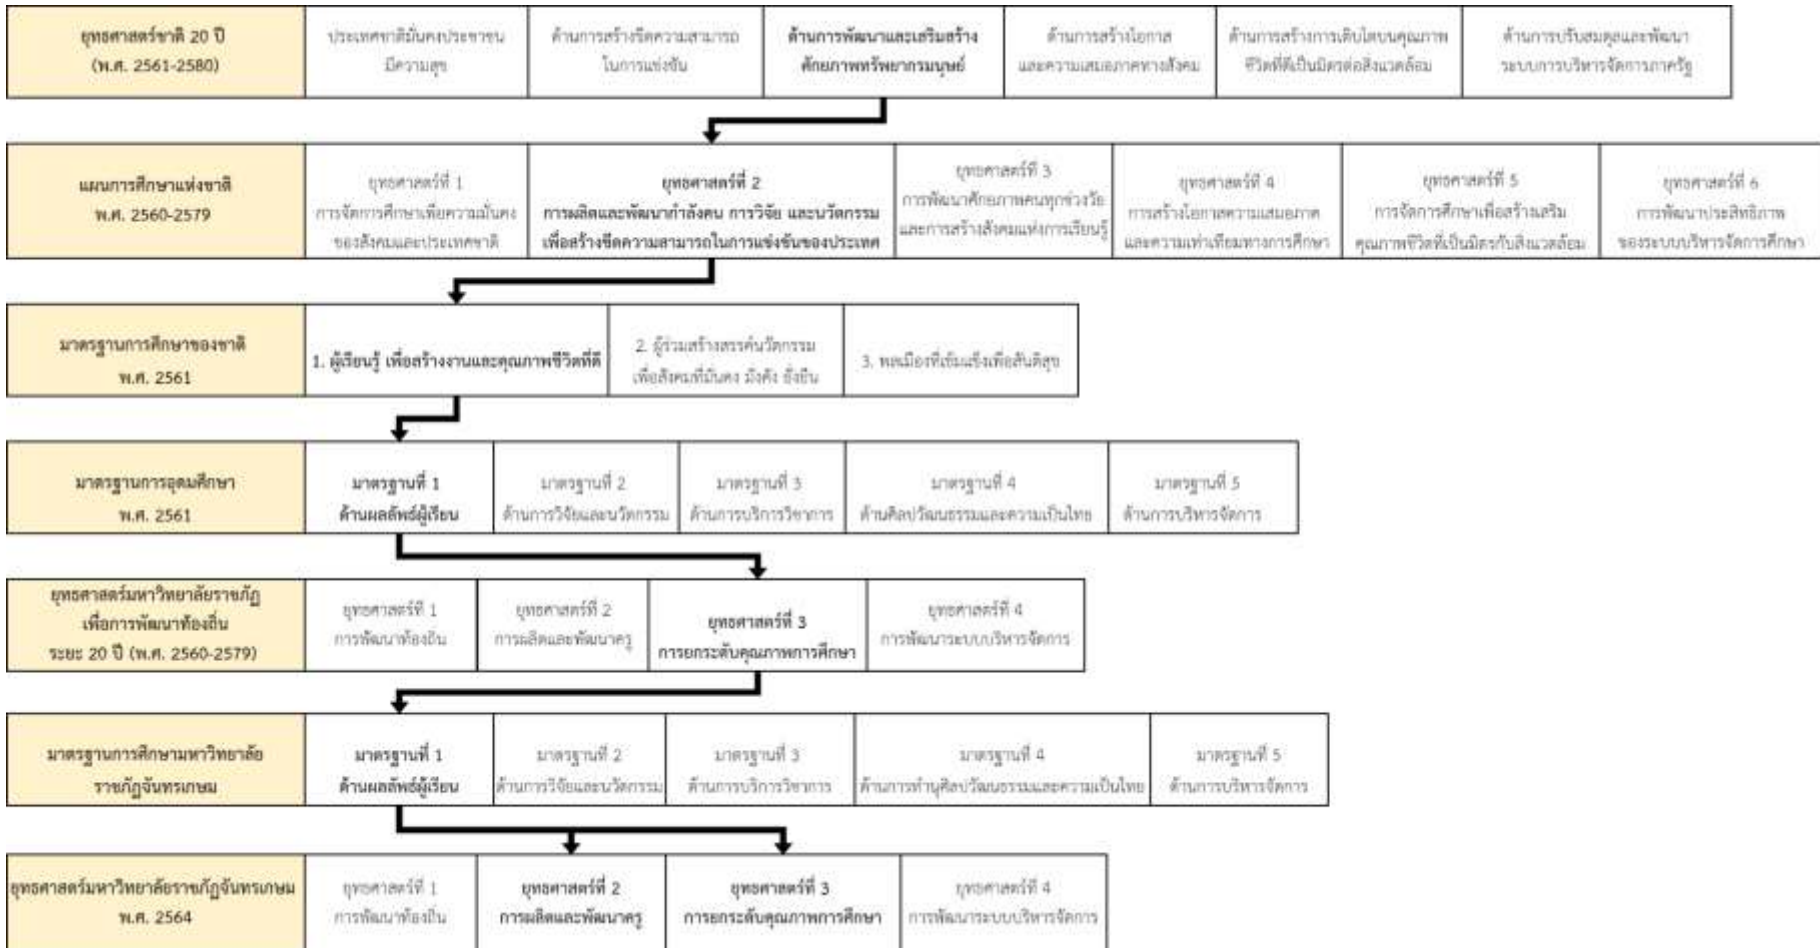 ยุทธศาสตร์ชาติ 20 ปี
(พ.ศ. 2561-2580)
ประเทศชาติมั่นคงประชาชน
มีความสุข
ด้านการสร้างขีดความสามารถ
ในการแข่งขัน
ด้านการพัฒนาและเสริมสร้าง
ศักยภาพทรัพยากรมนุษย์
ด้านการสร้างโอกาส
และความเสมอภาคทางสังคม
ด้านการสร้างการเติบโตบนคุณภาพ
ชีวิตที่ดีเป็นมิตรต่อสิ่งแวดล้อม
ด้านการปรับสมดุลและพัฒนา
ระบบการบริหารจัดการภาครัฐ
แผนการศึกษาแห่งชาติ
พ.ศ. 2560-2579
ยุทธศาสตร์ที่ 1
การจัดการศึกษาเพื่อความมั่นคง
ของสังคมและประเทศชาติ
ยุทธศาสตร์ที่ 2
การผลิตและพัฒนากำลังคน การวิจัย และนวัตกรรม
เพื่อสร้างขีดความสามารถในการแข่งขันของประเทศ
ยุทธศาสตร์ที่ 3
การพัฒนาศักยภาพคนทุกช่วงวัย
และการสร้างสังคมแห่งการเรียนรู้
ยุทธศาสตร์ที่ 4
การสร้างโอกาสความเสมอภาค
และความเท่าเทียมทางการศึกษา
ยุทธศาสตร์ที่ 5
การจัดการศึกษาเพื่อสร้างเสริม
คุณภาพชีวิตที่เป็นมิตรกับสิ่งแวดล้อม
ยุทธศาสตร์ที่ 6
การพัฒนาประสิทธิภาพ
ของระบบบริหารจัดการศึกษา
มาตรฐานการศึกษาของชาติ
พ.ศ. 2561
1. ผู้เรียนรู้ เพื่อสร้างงานและคุณภาพชีวิตที่ดี
2. ผู้ร่วมสร้างสรรค์นวัตกรรม
เพื่อสังคมที่มั่นคง มั่งคั่ง ยั่งยืน
3. พลเมืองที่เข้มแข็งเพื่อสันติสุข
มาตรฐานการอุดมศึกษา
พ.ศ. 2561
มาตรฐานที่ 1
ด้านผลลัพธ์ผู้เรียน
มาตรฐานที่ 2
ด้านการวิจัยและนวัตกรรม
มาตรฐานที่ 3
ด้านการบริการวิชาการ
มาตรฐานที่ 4
ด้านศิลปวัฒนธรรมและความเป็นไทย
มาตรฐานที่ 5
ด้านการบริหารจัดการ
ยุทธศาสตร์มหาวิทยาลัยราชภัฏ
เพื่อการพัฒนาท้องถิ่น
ระยะ 20 ปี (พ.ศ. 2560-2579)
ยุทธศาสตร์ที่ 1
การพัฒนาท้องถิ่น
ยุทธศาสตร์ที่ 2
การผลิตและพัฒนาครู
ยุทธศาสตร์ที่ 3
การยกระดับคุณภาพการศึกษา
ยุทธศาสตร์ที่ 4
การพัฒนาระบบบริหารจัดการ
มาตรฐานการศึกษามหาวิทยาลัย
ราชภัฏจันทรเกษม
มาตรฐานที่ 1
ด้านผลลัพธ์ผู้เรียน
มาตรฐานที่ 2
ด้านการวิจัยและนวัตกรรม
มาตรฐานที่ 3
ด้านการบริการวิชาการ
มาตรฐานที่ 4
ด้านการทำนุศิลปวัฒนธรรมและความเป็นไทย
มาตรฐานที่ 5
ด้านการบริหารจัดการ
ยุทธศาสตร์มหาวิทยาลัยราชภัฏจันทรเกษม
พ.ศ. 2564
ยุทธศาสตร์ที่ 1
การพัฒนาท้องถิ่น
ยุทธศาสตร์ที่ 2
การผลิตและพัฒนาครู
ยุทธศาสตร์ที่ 3
การยกระดับคุณภาพการศึกษา
ยุทธศาสตร์ที่ 4
การพัฒนาระบบบริหารจัดการ